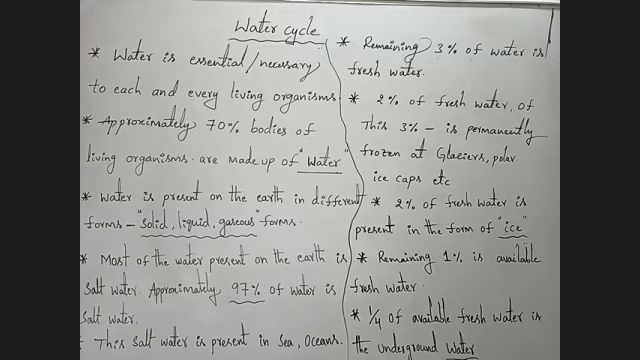 Water cycle
* Water is essential/necessary
to each and every living organisms.
* Approximately 70% bodies of
living organisms are made up of "Water"
* Water is present on the earth in different
forms - "Solid, liquid, gaseous" forms.
* Most of the water present on the earth is
Salt water. Approximately 97% of water is
Salt water.
* This Salt water is present in Sea, Oceans.
* Remaining 3% of water is
fresh water.
* 2% of fresh water, of
This 3% - is permanently
frozen at Glaeiers, polar
ice caps etc
* 2% of fresh water is
present in the form of "ice"
* Remaining 1% is available
fresh water.
* 1/4 of available fresh water is
the underground Water